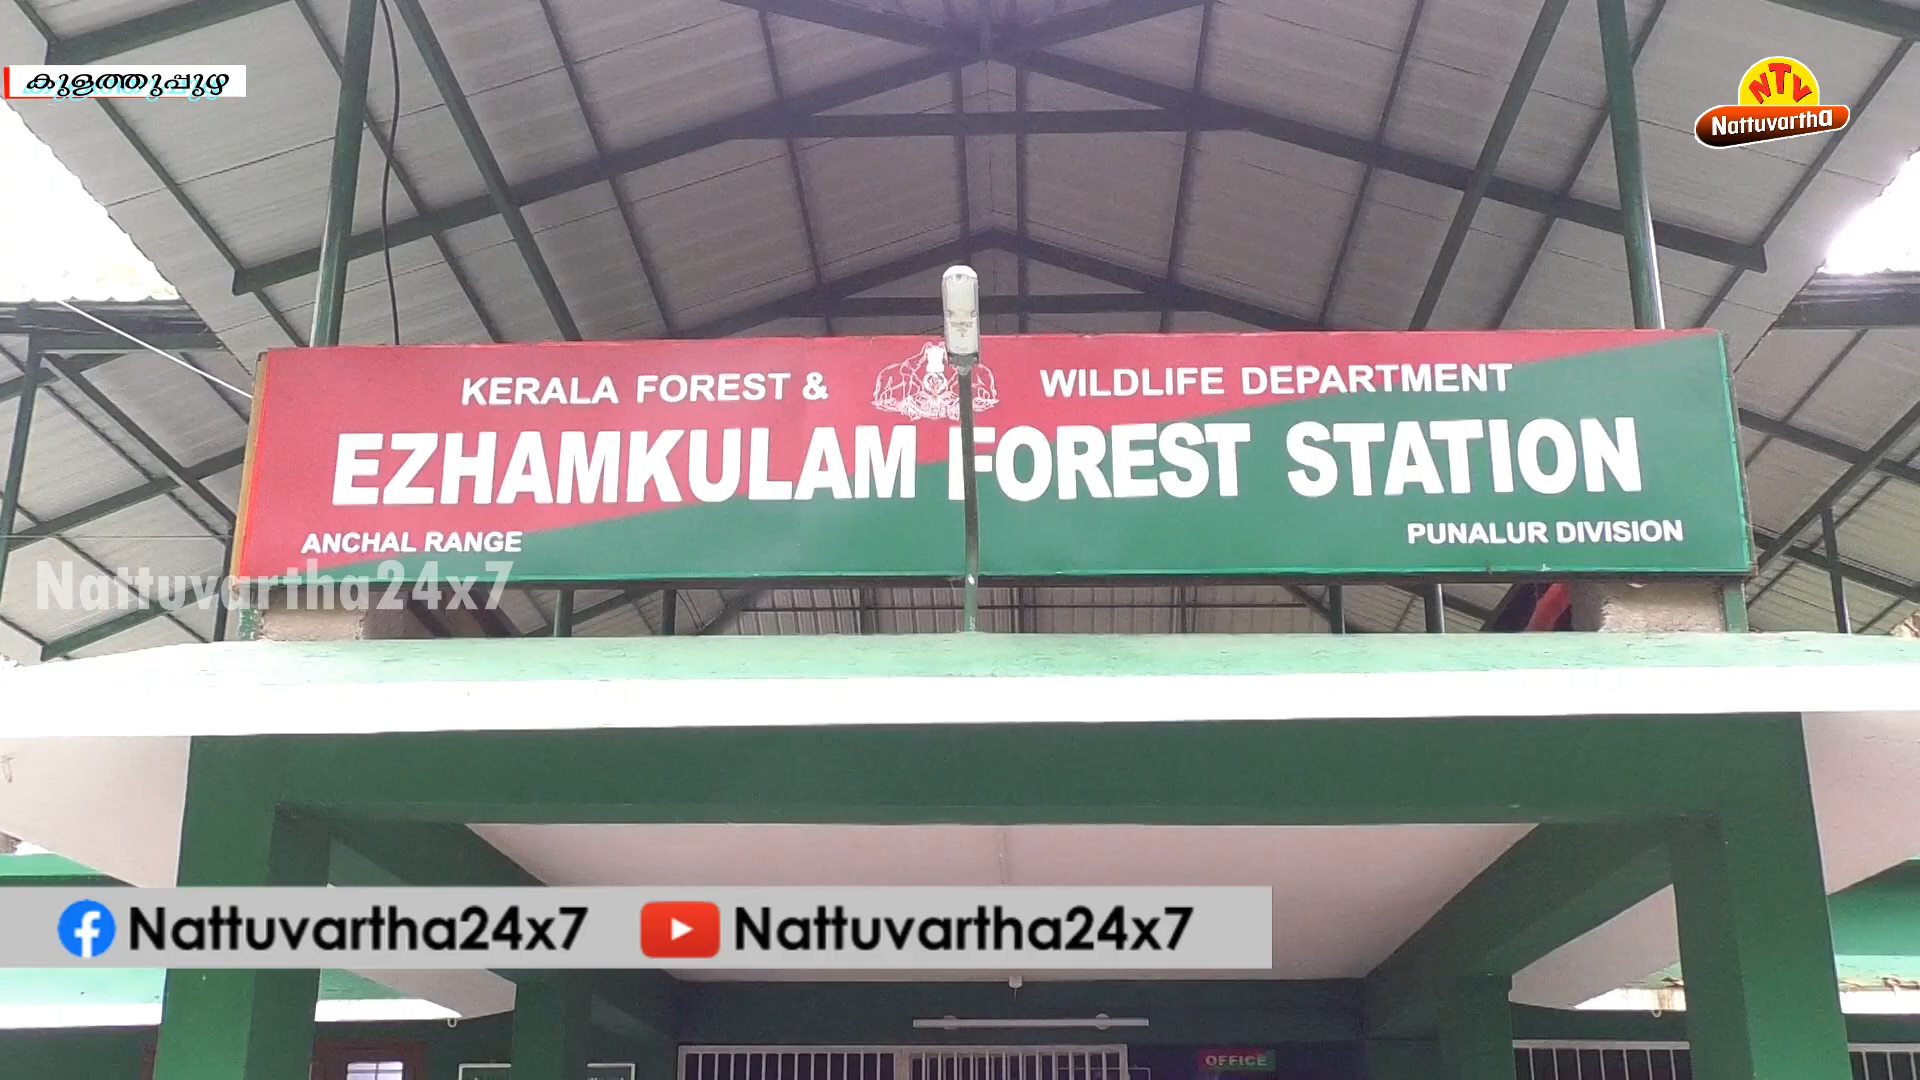 കുളത്തുപ്പുഴ
NTV
Nattuvartha
KERALA FOREST & WILDLIFE DEPARTMENT
EZHAMKULAM FOREST STATION
ANCHAL RANGE
PUNALUR DIVISION
Nattuvartha24x7
Nattuvartha24x7
Nattuvartha24x7
OFFICE